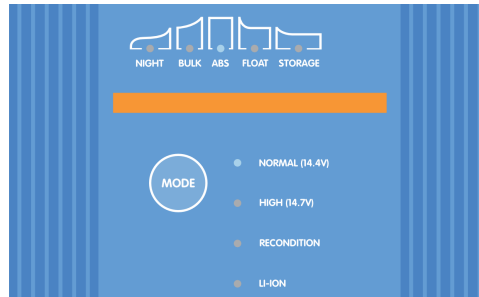 NIGHT BULK ABS FLOAT STORAGE
MODE
NORMAL (14.4V)
HIGH (14.7V)
RECONDITION
LI-ION